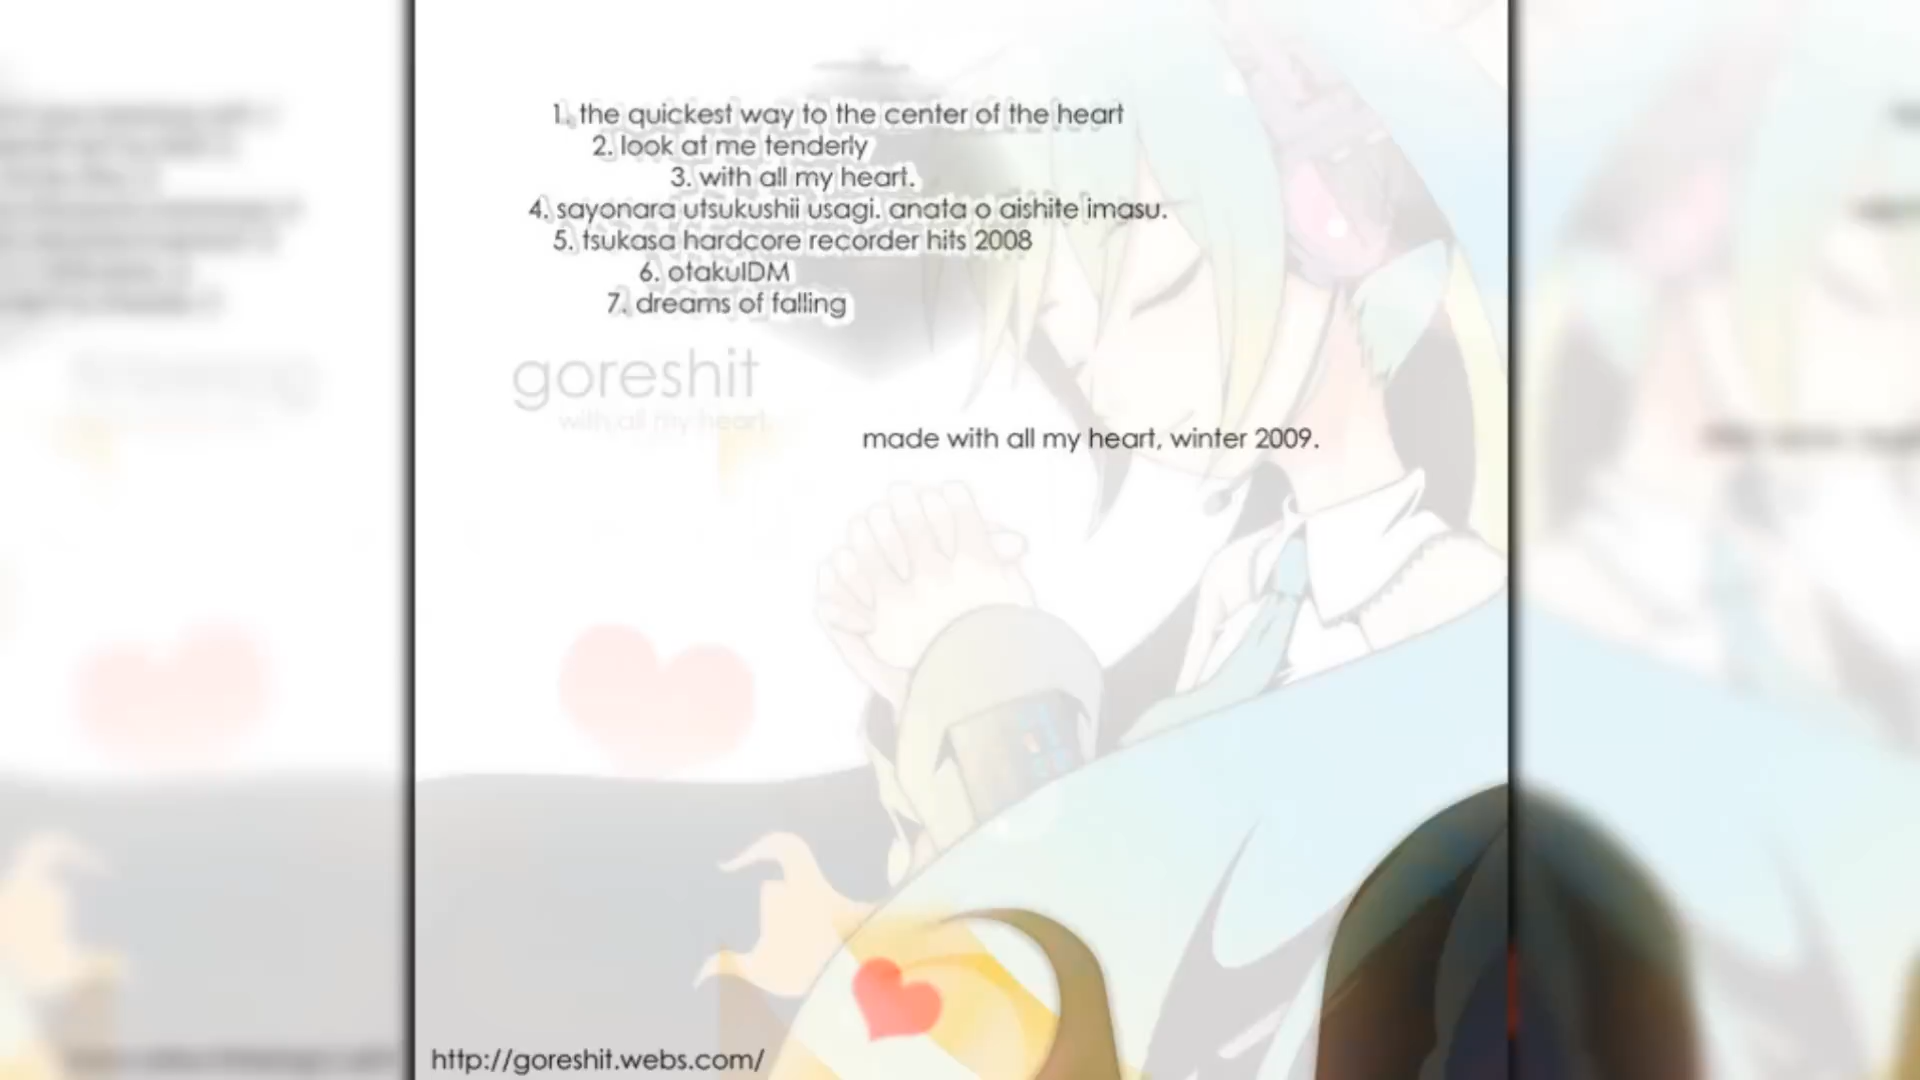 1. the quickest way to the center of the heart
2. look at me tenderly
3. with all my heart.
4. sayonara utsukushii usagi. anata o aishite imasu.
5. tsukasa hardcore recorder hits 2008
6. otakuIDM
7. dreams of falling
goreshit
with all my heart.
made with all my heart, winter 2009.
http://goreshit.webs.com/